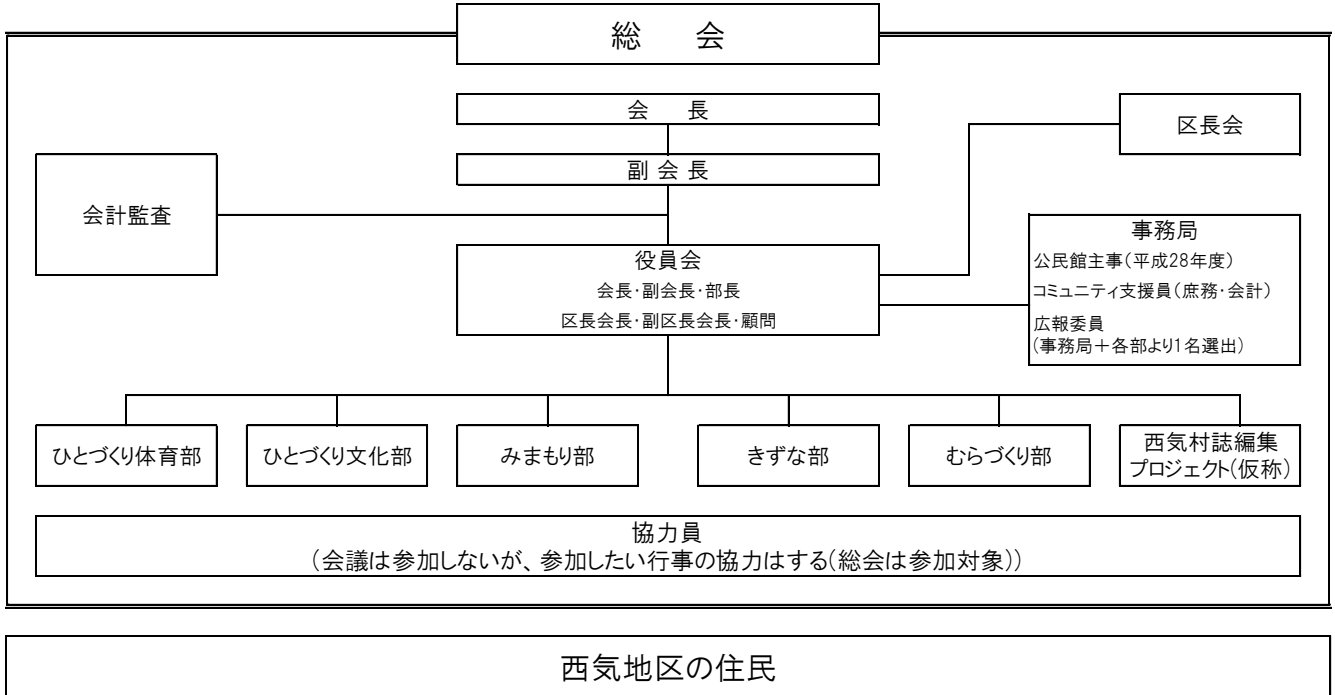 総　会
会　長
区長会
副 会 長
会計監査
役員会
会長・副会長・部長
区長会長・副区長会長・顧問
事務局
公民館主事(平成28年度)
コミュニティ支援員(庶務・会計)
広報委員
(事務局＋各部より1名選出)
ひとづくり体育部
ひとづくり文化部
みまもり部
きずな部
むらづくり部
西気村誌編集
プロジェクト(仮称)
協力員
(会議は参加しないが、参加したい行事の協力はする(総会は参加対象))
西気地区の住民